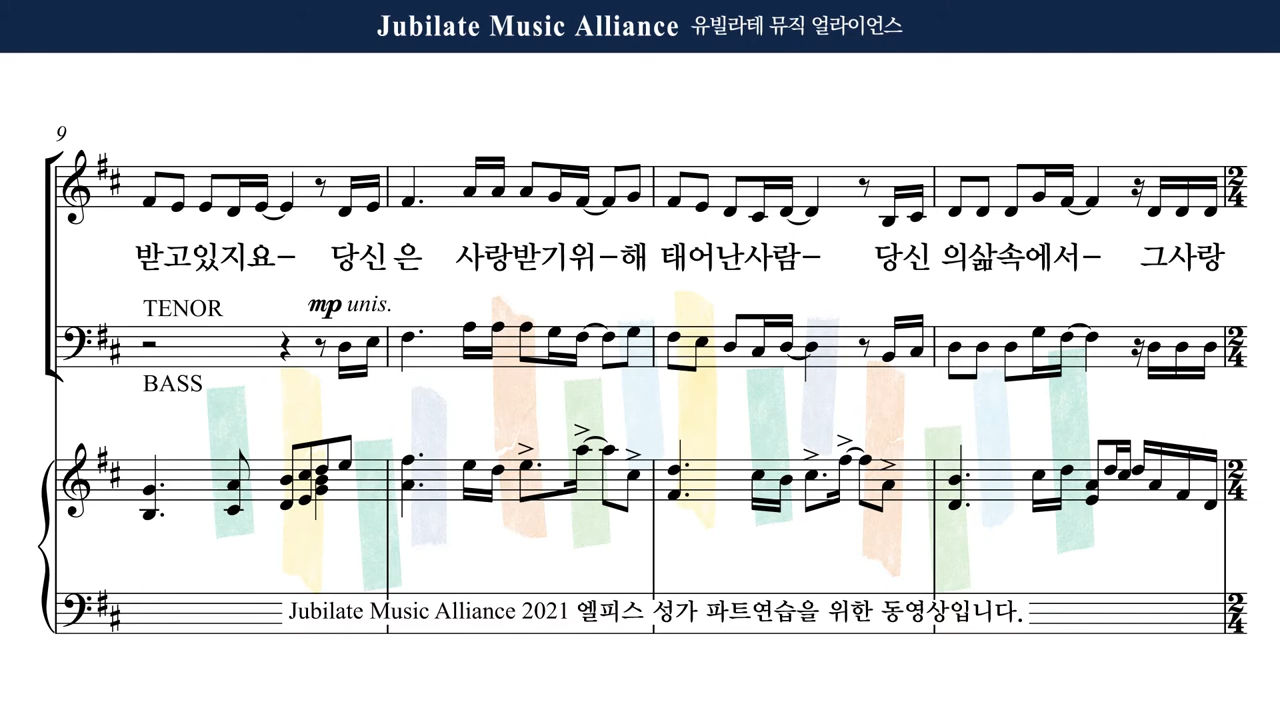 Jubilate Music Alliance 유빌라테 뮤직 얼라이언스
9
받고있지요– 당신 은 사랑받기위–해 태어난사람– 당신 의삶속에서– 그사랑
TENOR mp unis.
BASS
Jubilate Music Alliance 2021 엘피스 성가 파트연습을 위한 동영상입니다.